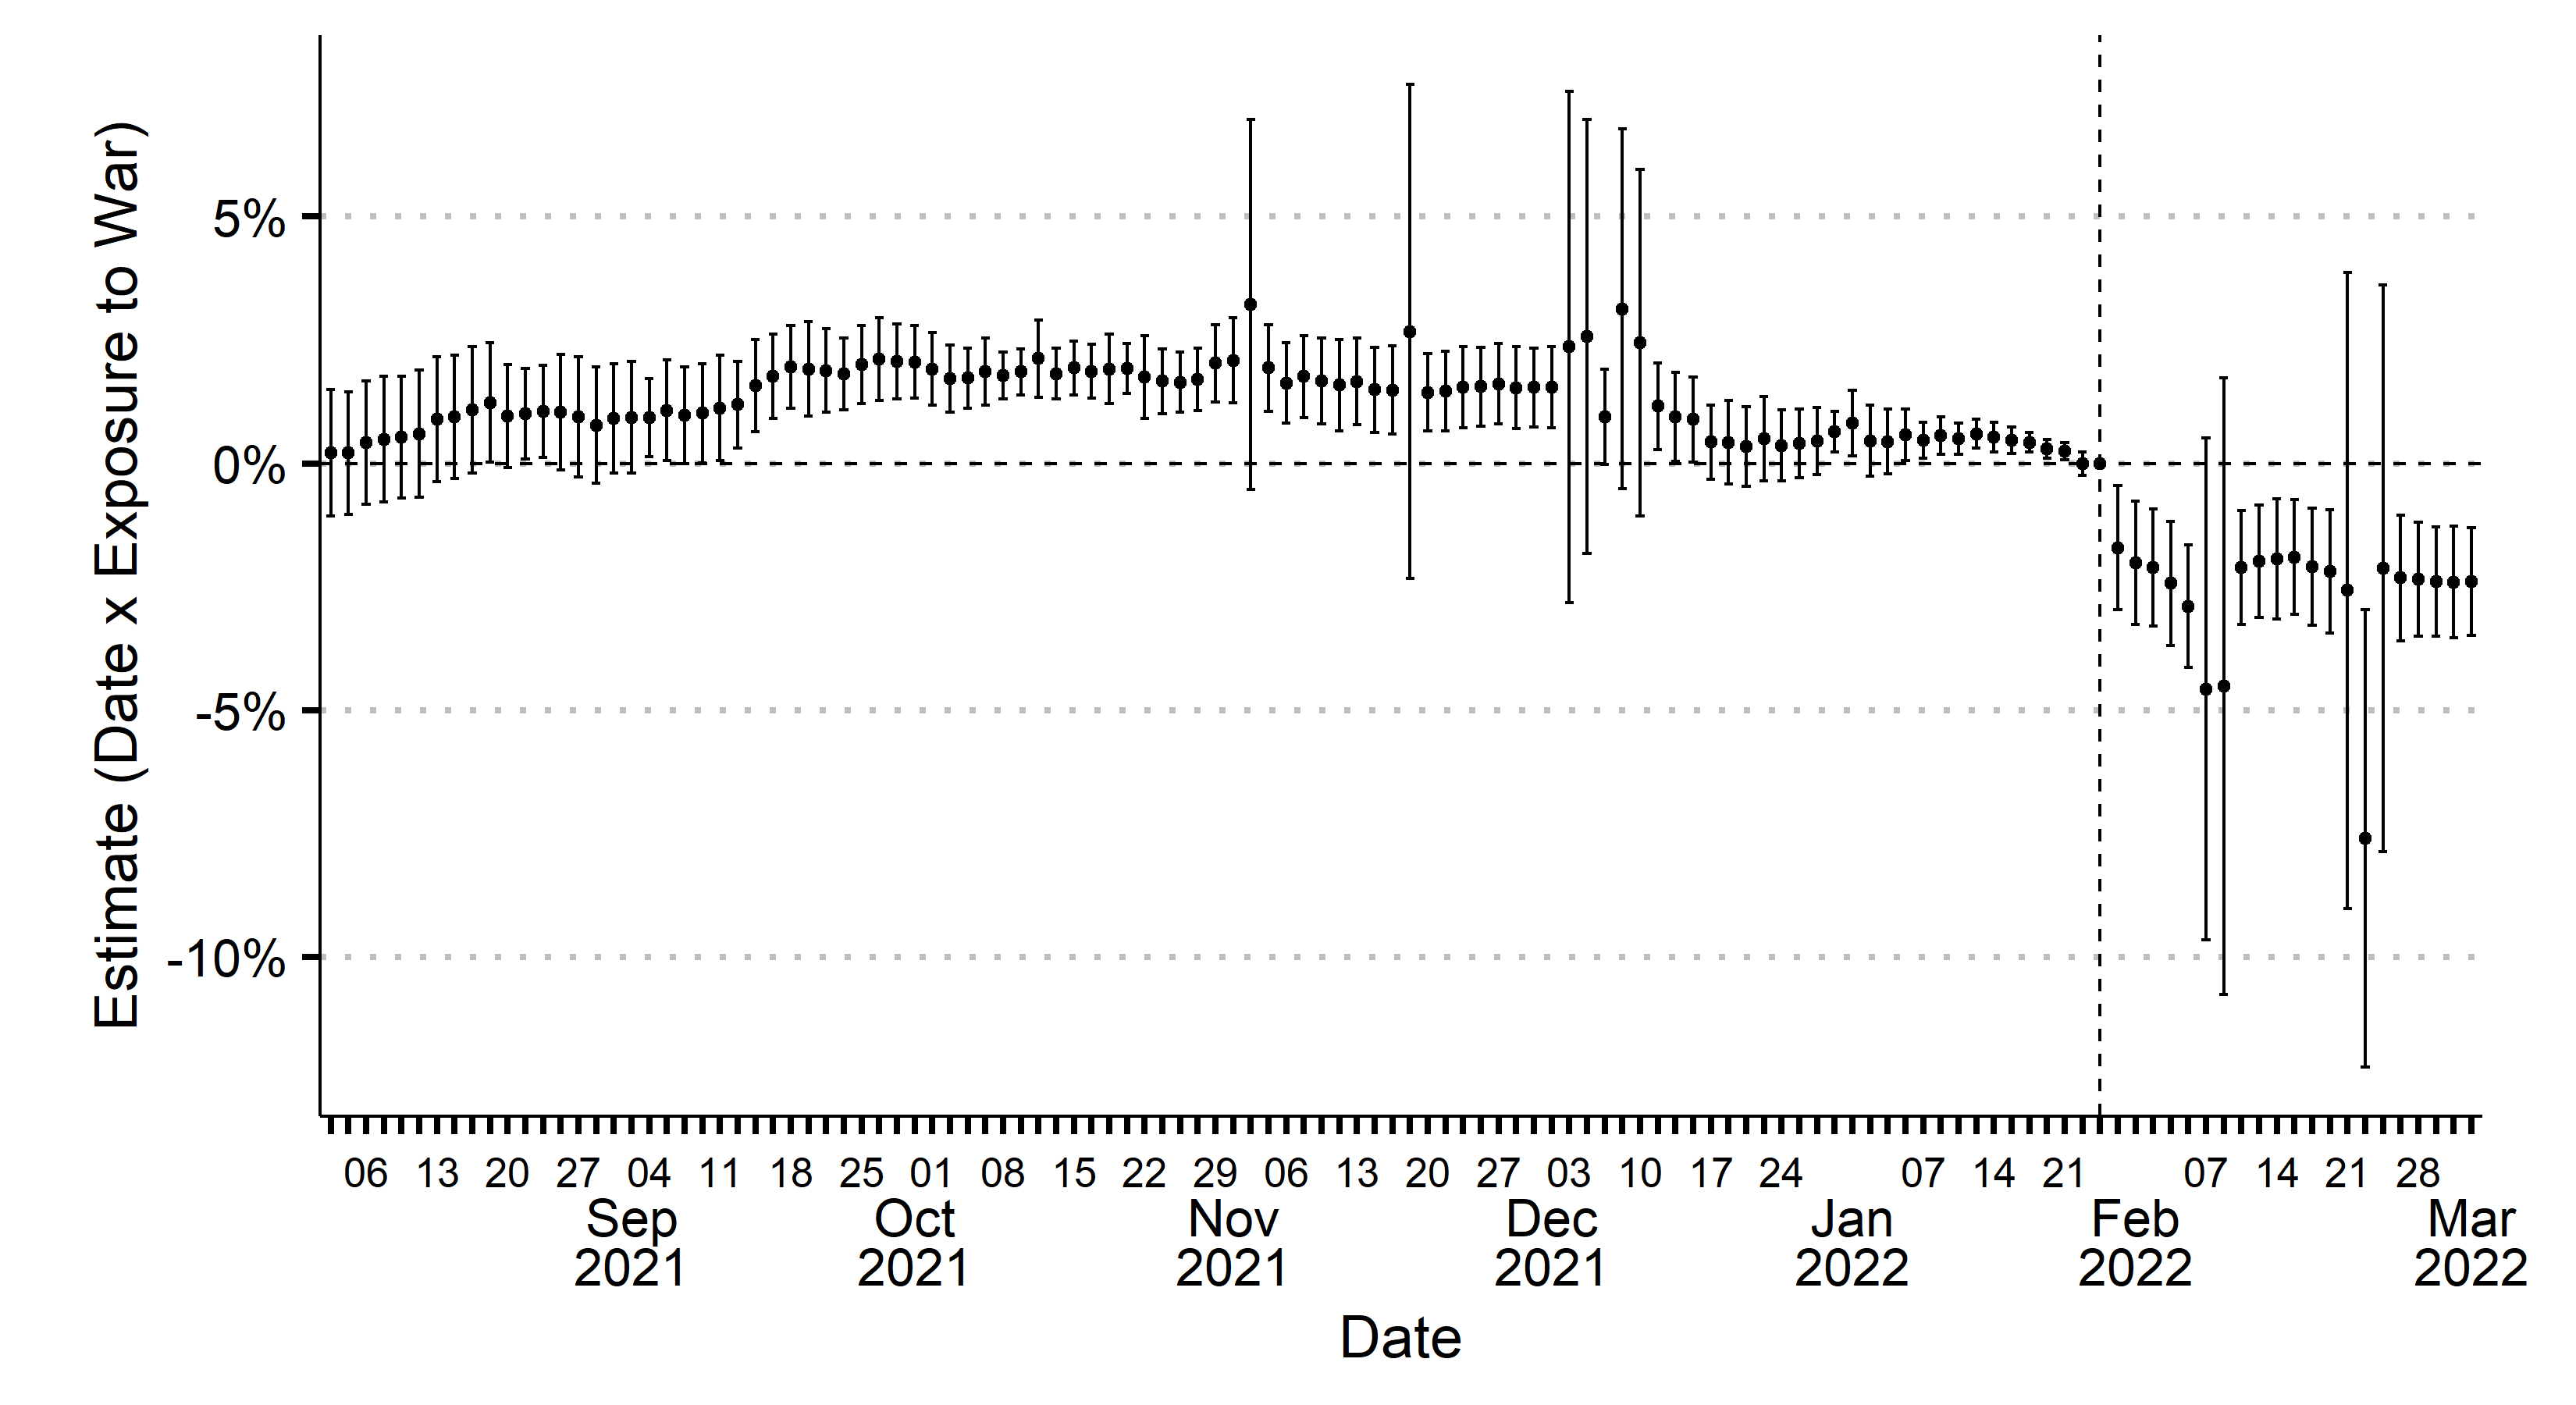 Estimate (Date x Exposure to War)
5%
0%
-5%
-10%
06 13 20 27 04 11 18 25 01 08 15 22 29 06 13 20 27 03 10 17 24 07 14 21 07 14 21 28
Sep Oct Nov Dec Jan Feb Mar
2021 2021 2021 2021 2022 2022 2022
Date